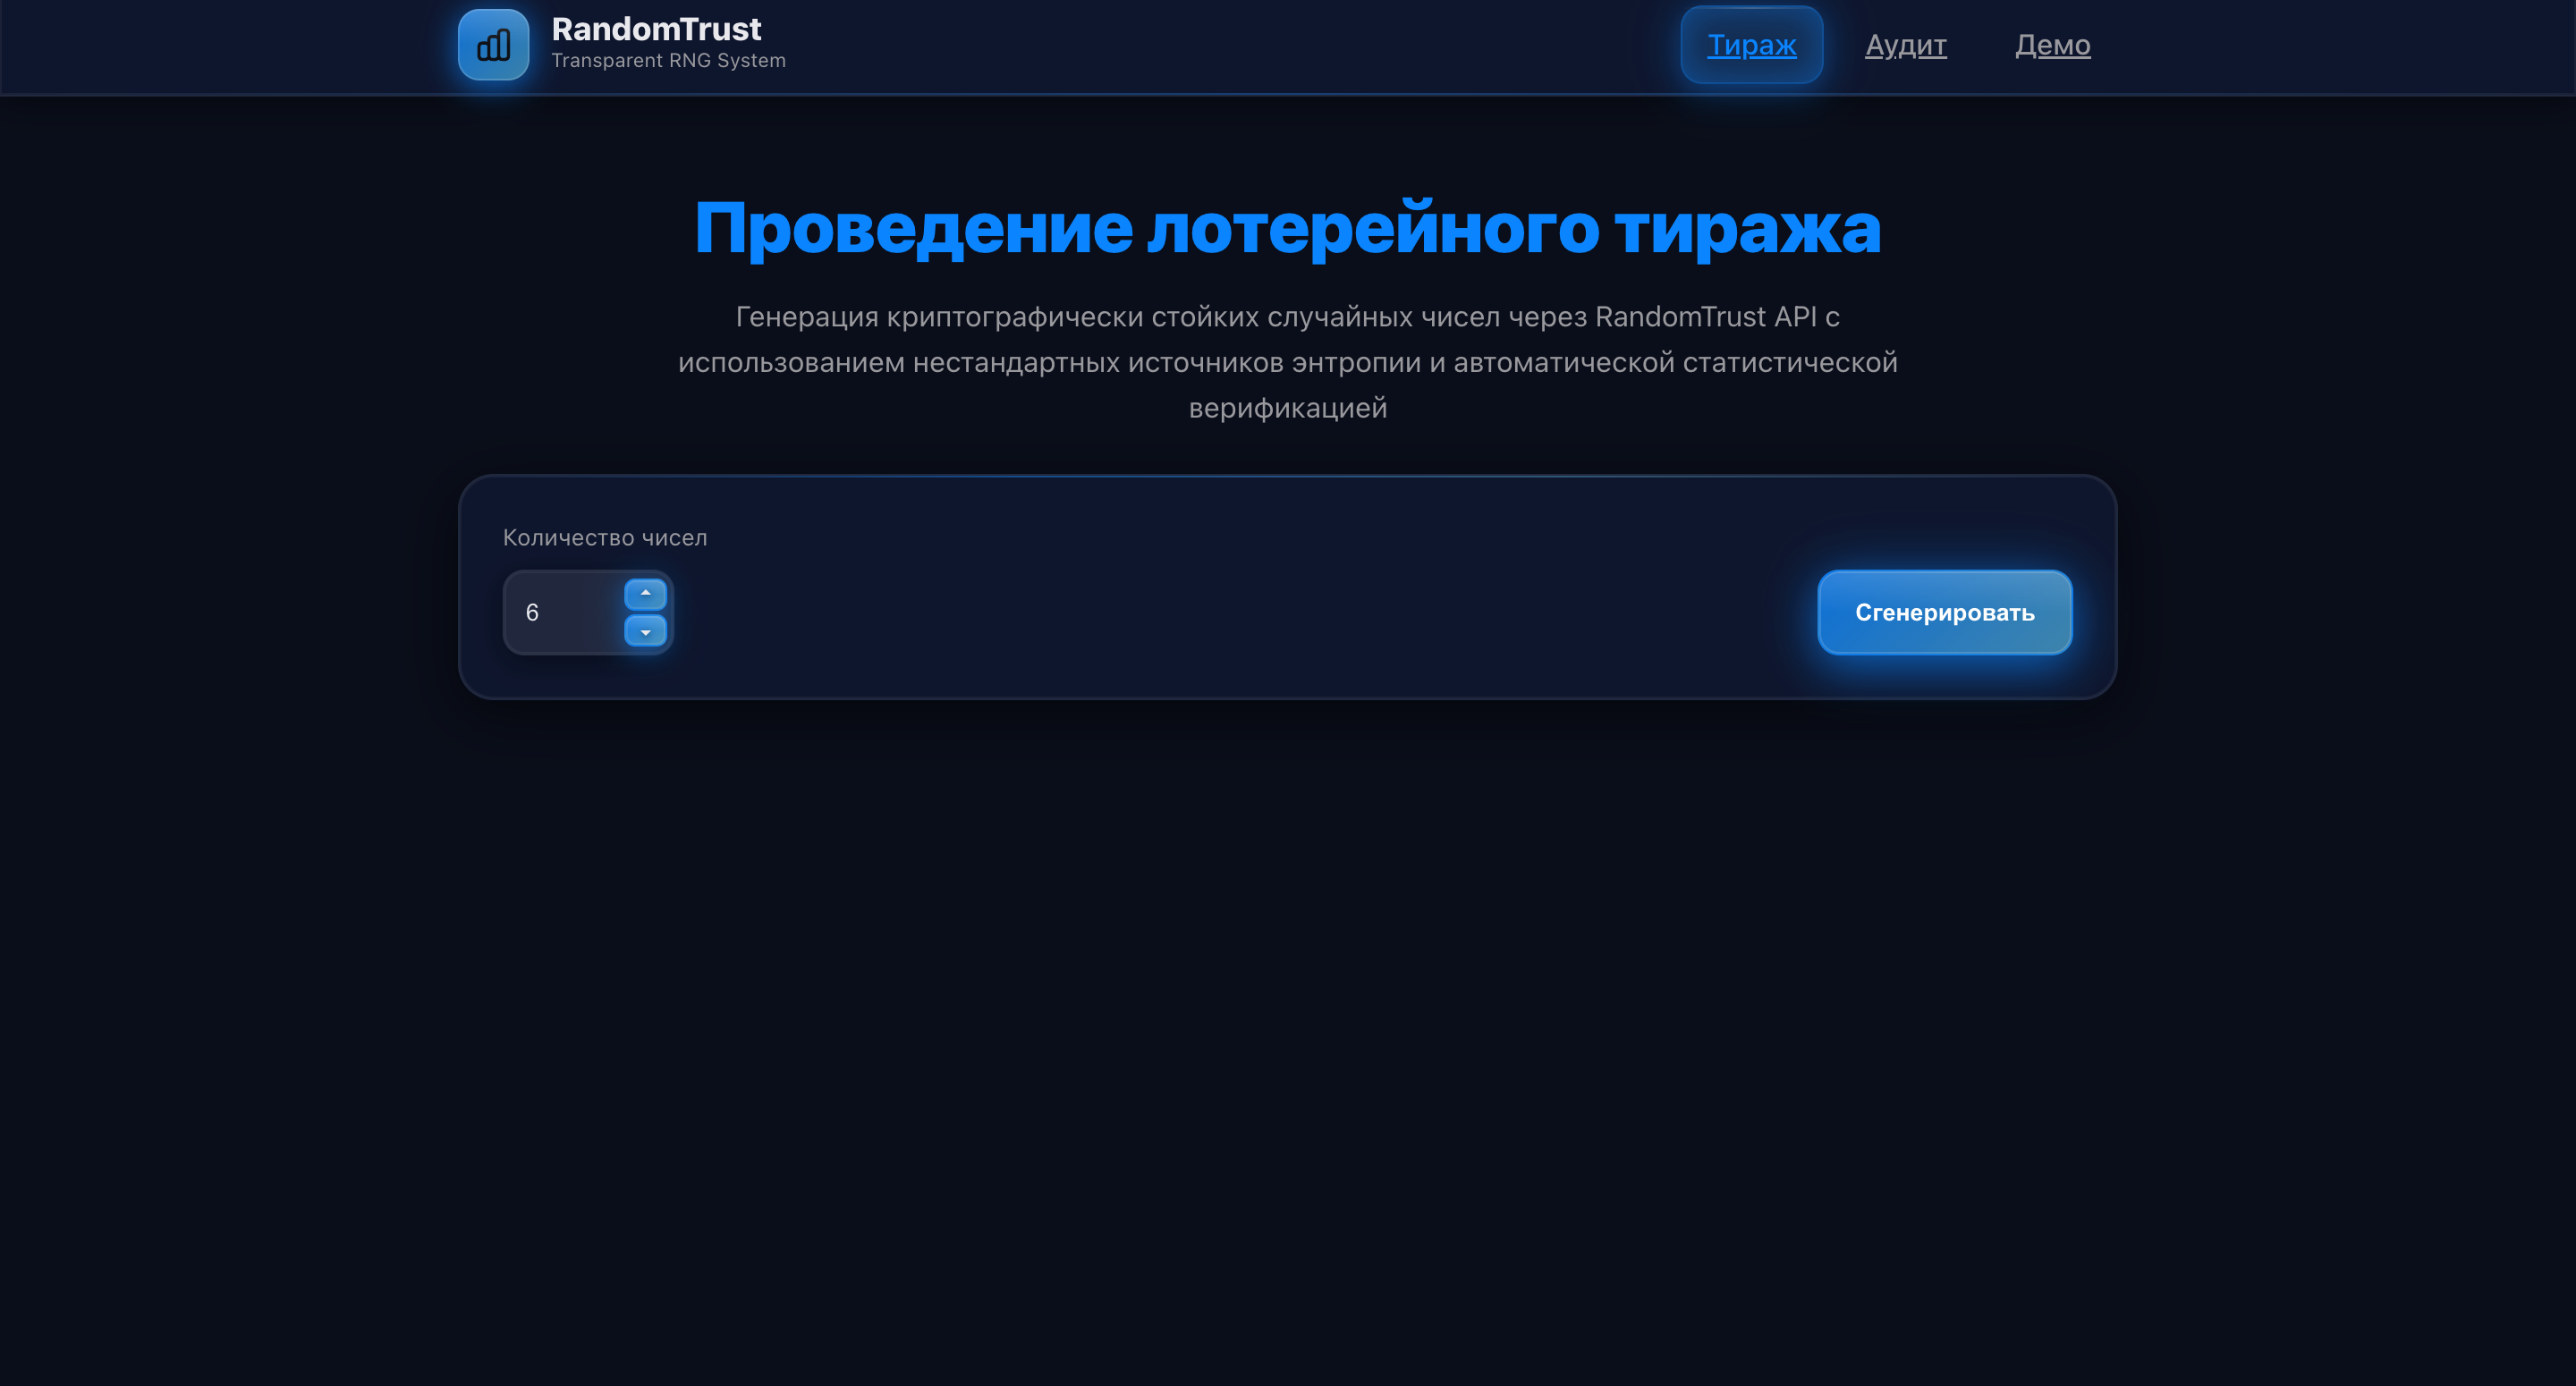 RandomTrust
Transparent RNG System
Тираж
Аудит
Демо
Проведение лотерейного тиража
Генерация криптографически стойких случайных чисел через RandomTrust API с
использованием нестандартных источников энтропии и автоматической статистической
верификацией
Количество чисел
6
Сгенерировать